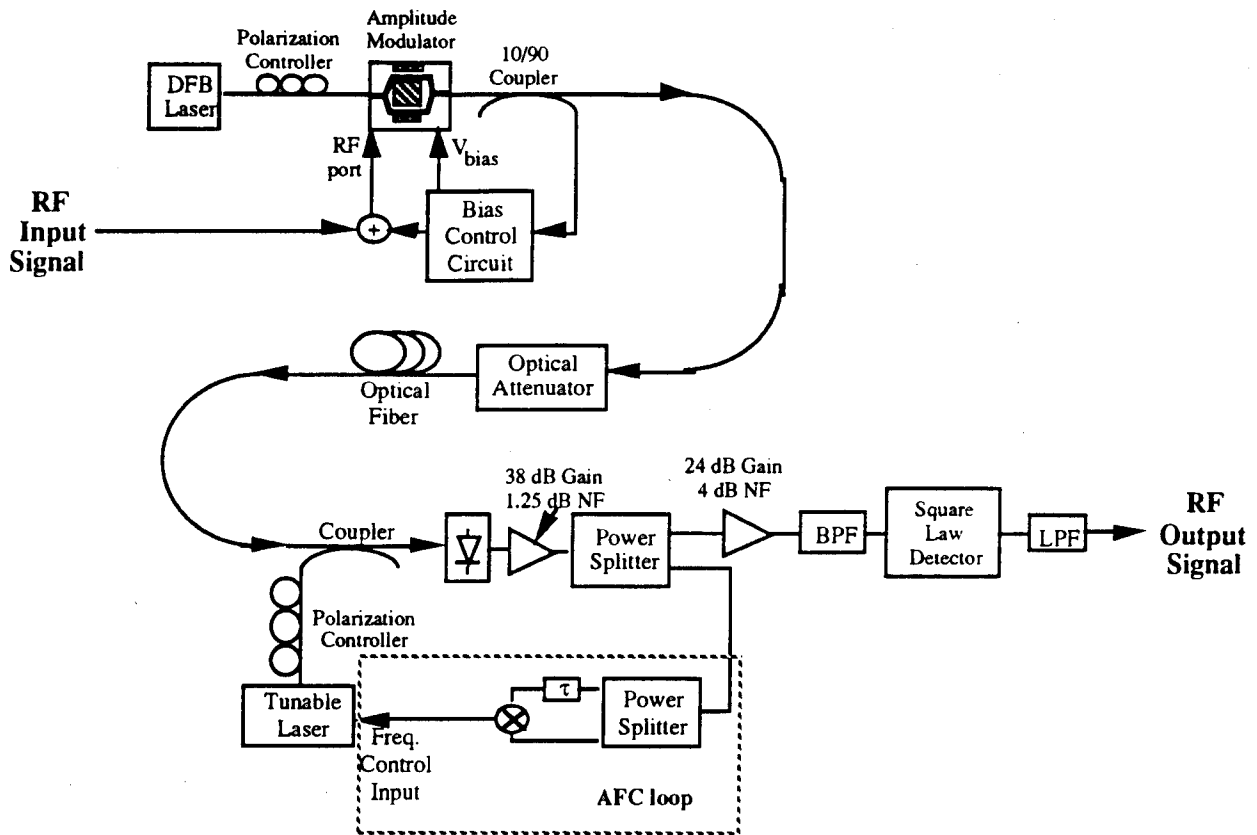 Amplitude
Modulator
Polarization
Controller
10/90
Coupler
DFB
Laser
RF
port
V bias
RF
Input
Signal
+
Bias
Control
Circuit
Optical
Fiber
Optical
Attenuator
38 dB Gain
1.25 dB NF
24 dB Gain
4 dB NF
Coupler
Power
Splitter
BPF
Square
Law
Detector
LPF
RF
Output
Signal
Polarization
Controller
Tunable
Laser
Freq.
Control
Input
τ
Power
Splitter
AFC loop